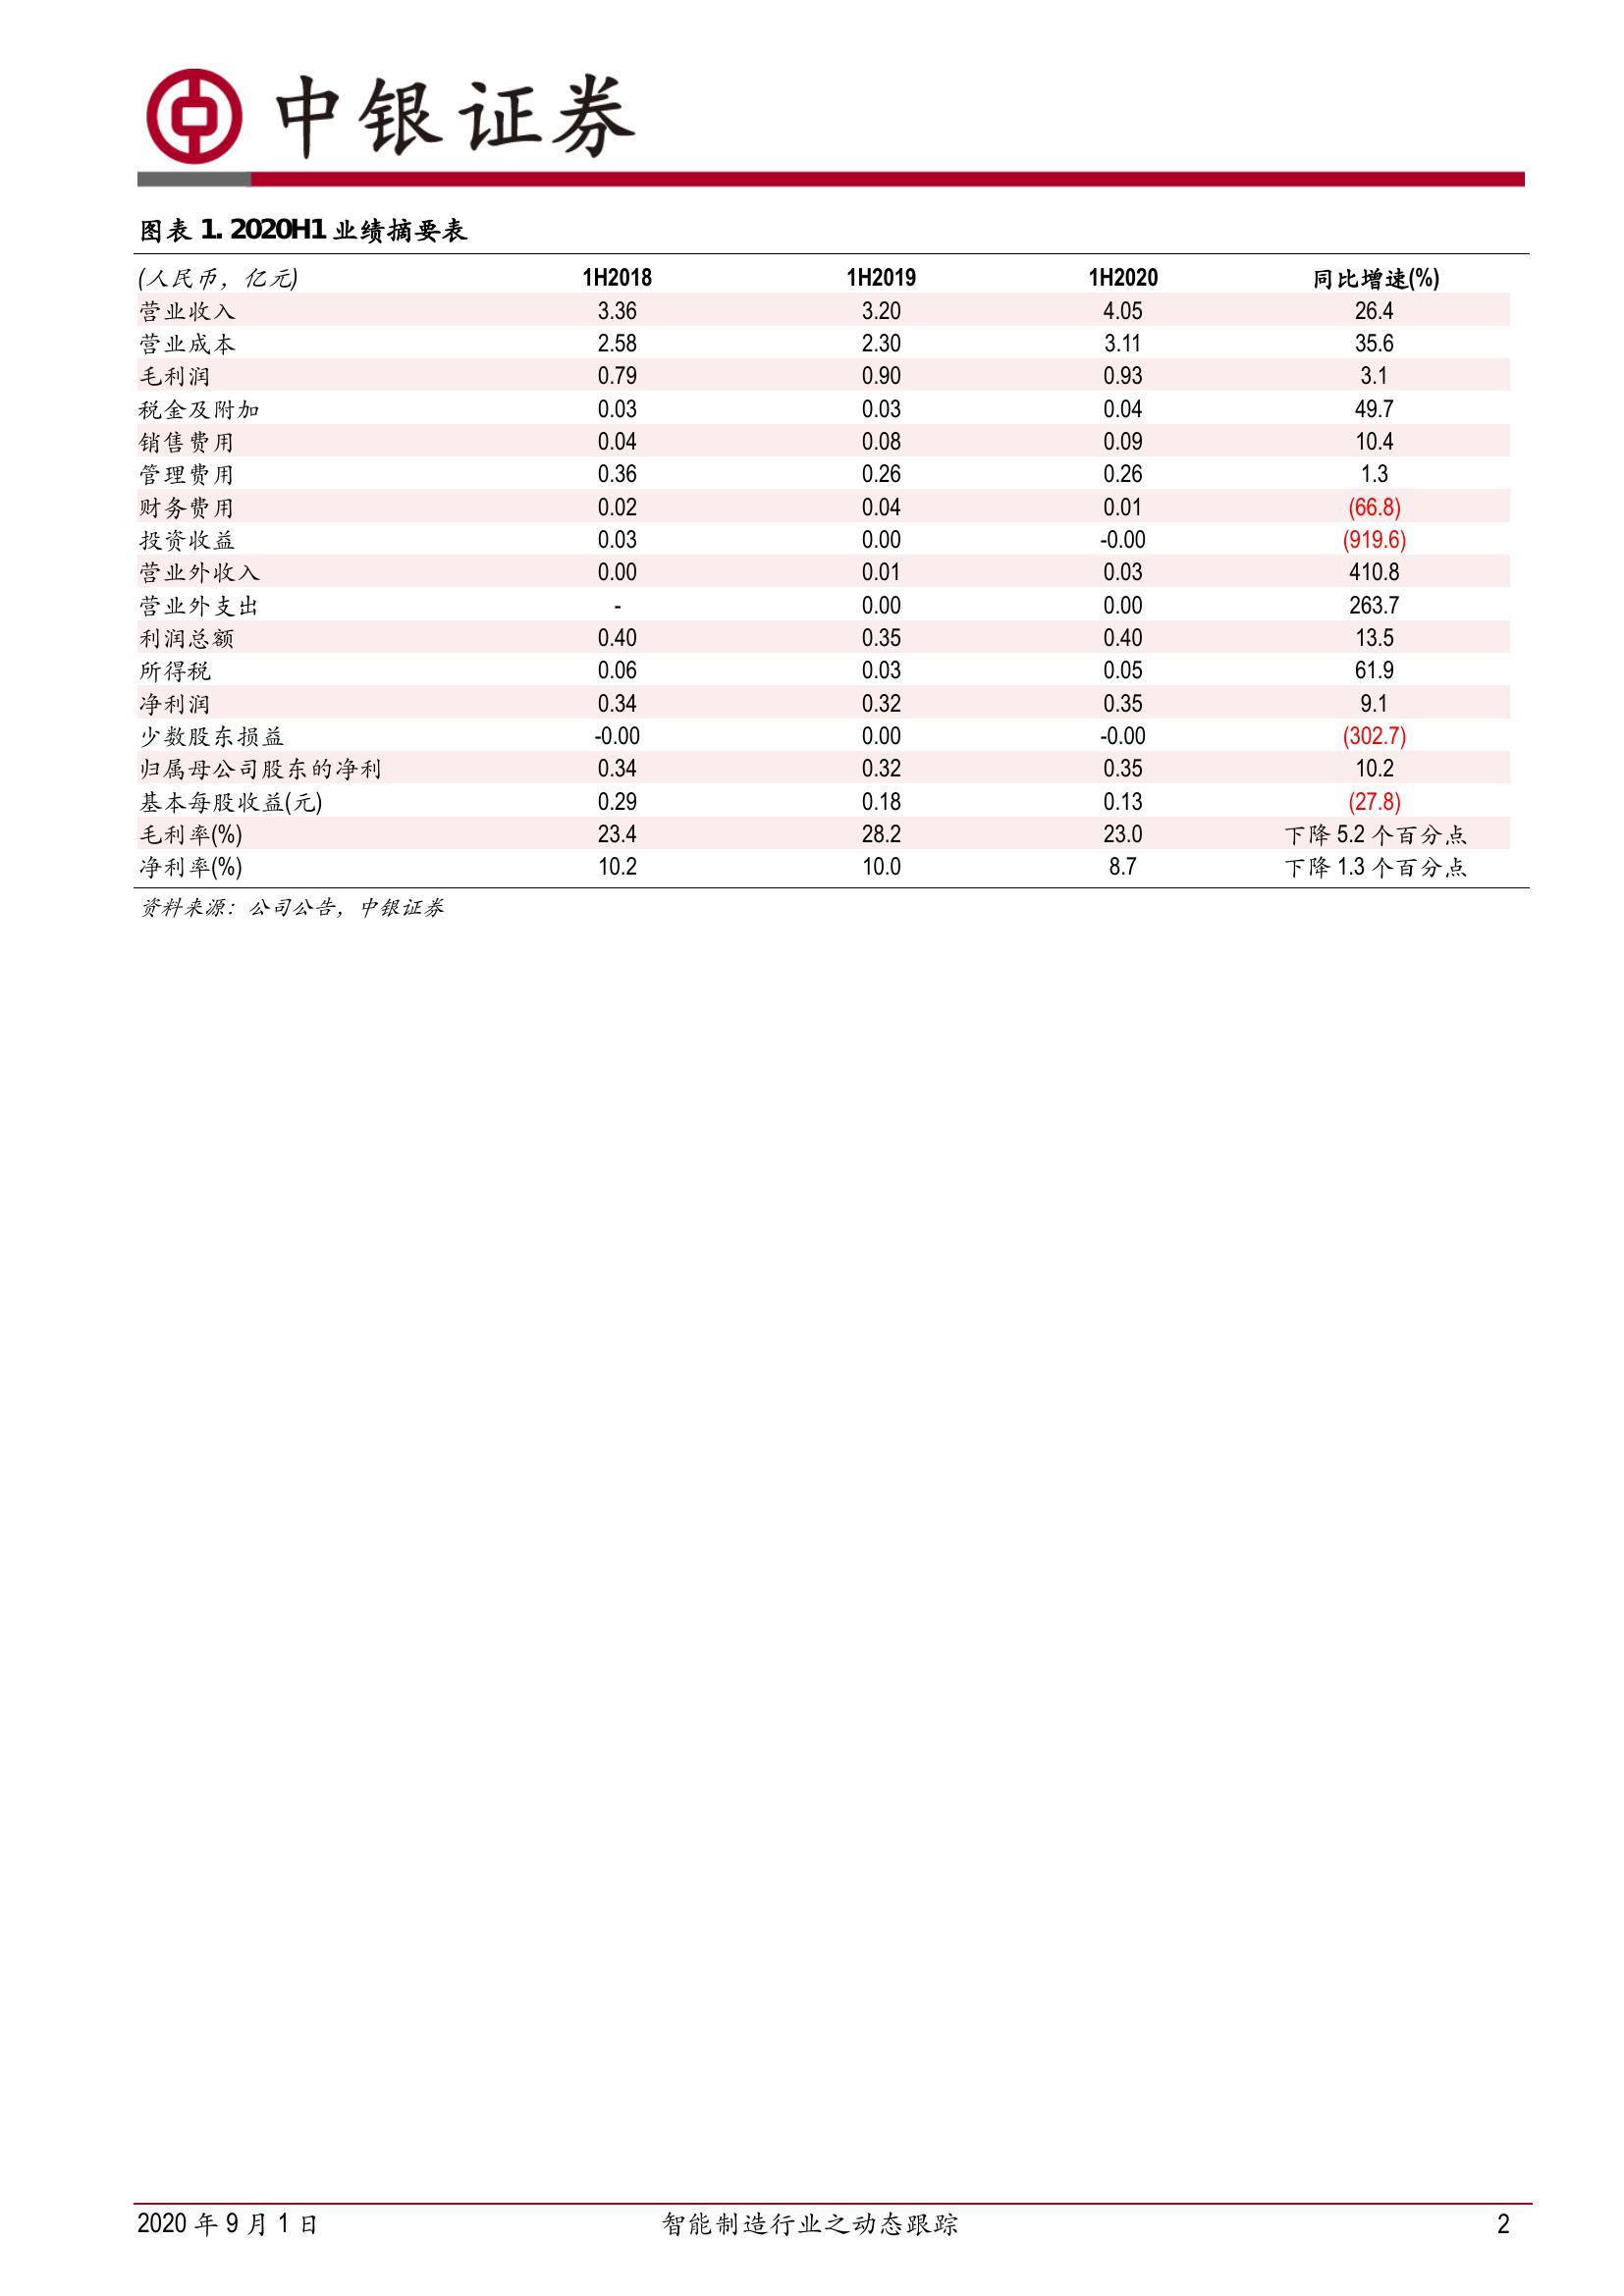 中银证券
图表 1. 2020H1 业绩摘要表
(人民币，亿元) 1H2018 1H2019 1H2020 同比增速(%)
营业收入 3.36 3.20 4.05 26.4
营业成本 2.58 2.30 3.11 35.6
毛利润 0.79 0.90 0.93 3.1
税金及附加 0.03 0.03 0.04 49.7
销售费用 0.04 0.08 0.09 10.4
管理费用 0.36 0.26 0.26 1.3
财务费用 0.02 0.04 0.01 (66.8)
投资收益 0.03 0.00 -0.00 (919.6)
营业外收入 0.00 0.01 0.03 410.8
营业外支出 - 0.00 0.00 263.7
利润总额 0.40 0.35 0.40 13.5
所得税 0.06 0.03 0.05 61.9
净利润 0.34 0.32 0.35 9.1
少数股东损益 -0.00 0.00 -0.00 (302.7)
归属母公司股东的净利 0.34 0.32 0.35 10.2
基本每股收益(元) 0.29 0.18 0.13 (27.8)
毛利率(%) 23.4 28.2 23.0 下降 5.2 个百分点
净利率(%) 10.2 10.0 8.7 下降 1.3 个百分点
资料来源：公司公告，中银证券
2020 年 9 月 1 日 智能制造行业之动态跟踪 2